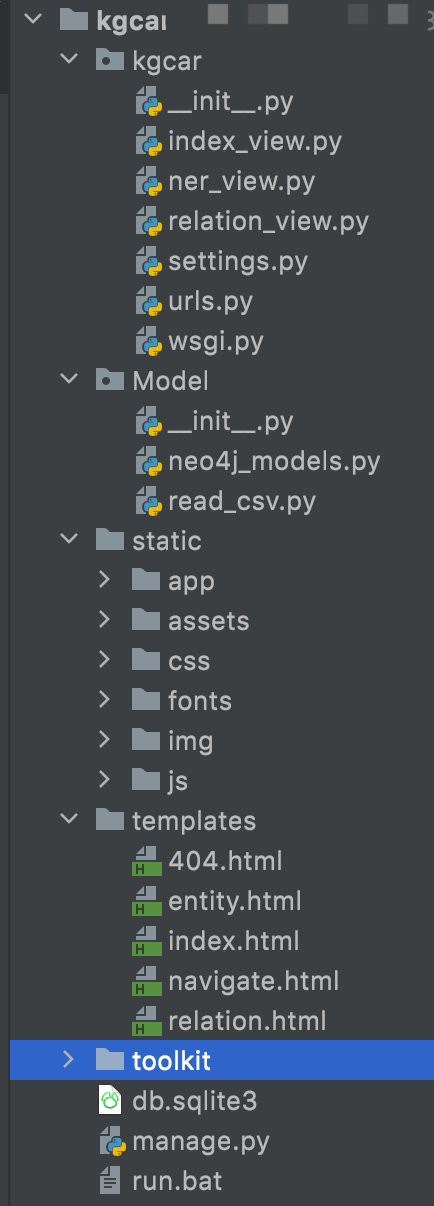 kgcar
kgcar
__init__.py
index_view.py
ner_view.py
relation_view.py
settings.py
urls.py
wsgi.py
Model
__init__.py
neo4j_models.py
read_csv.py
static
app
assets
css
fonts
img
js
templates
404.html
entity.html
index.html
navigate.html
relation.html
toolkit
db.sqlite3
manage.py
run.bat